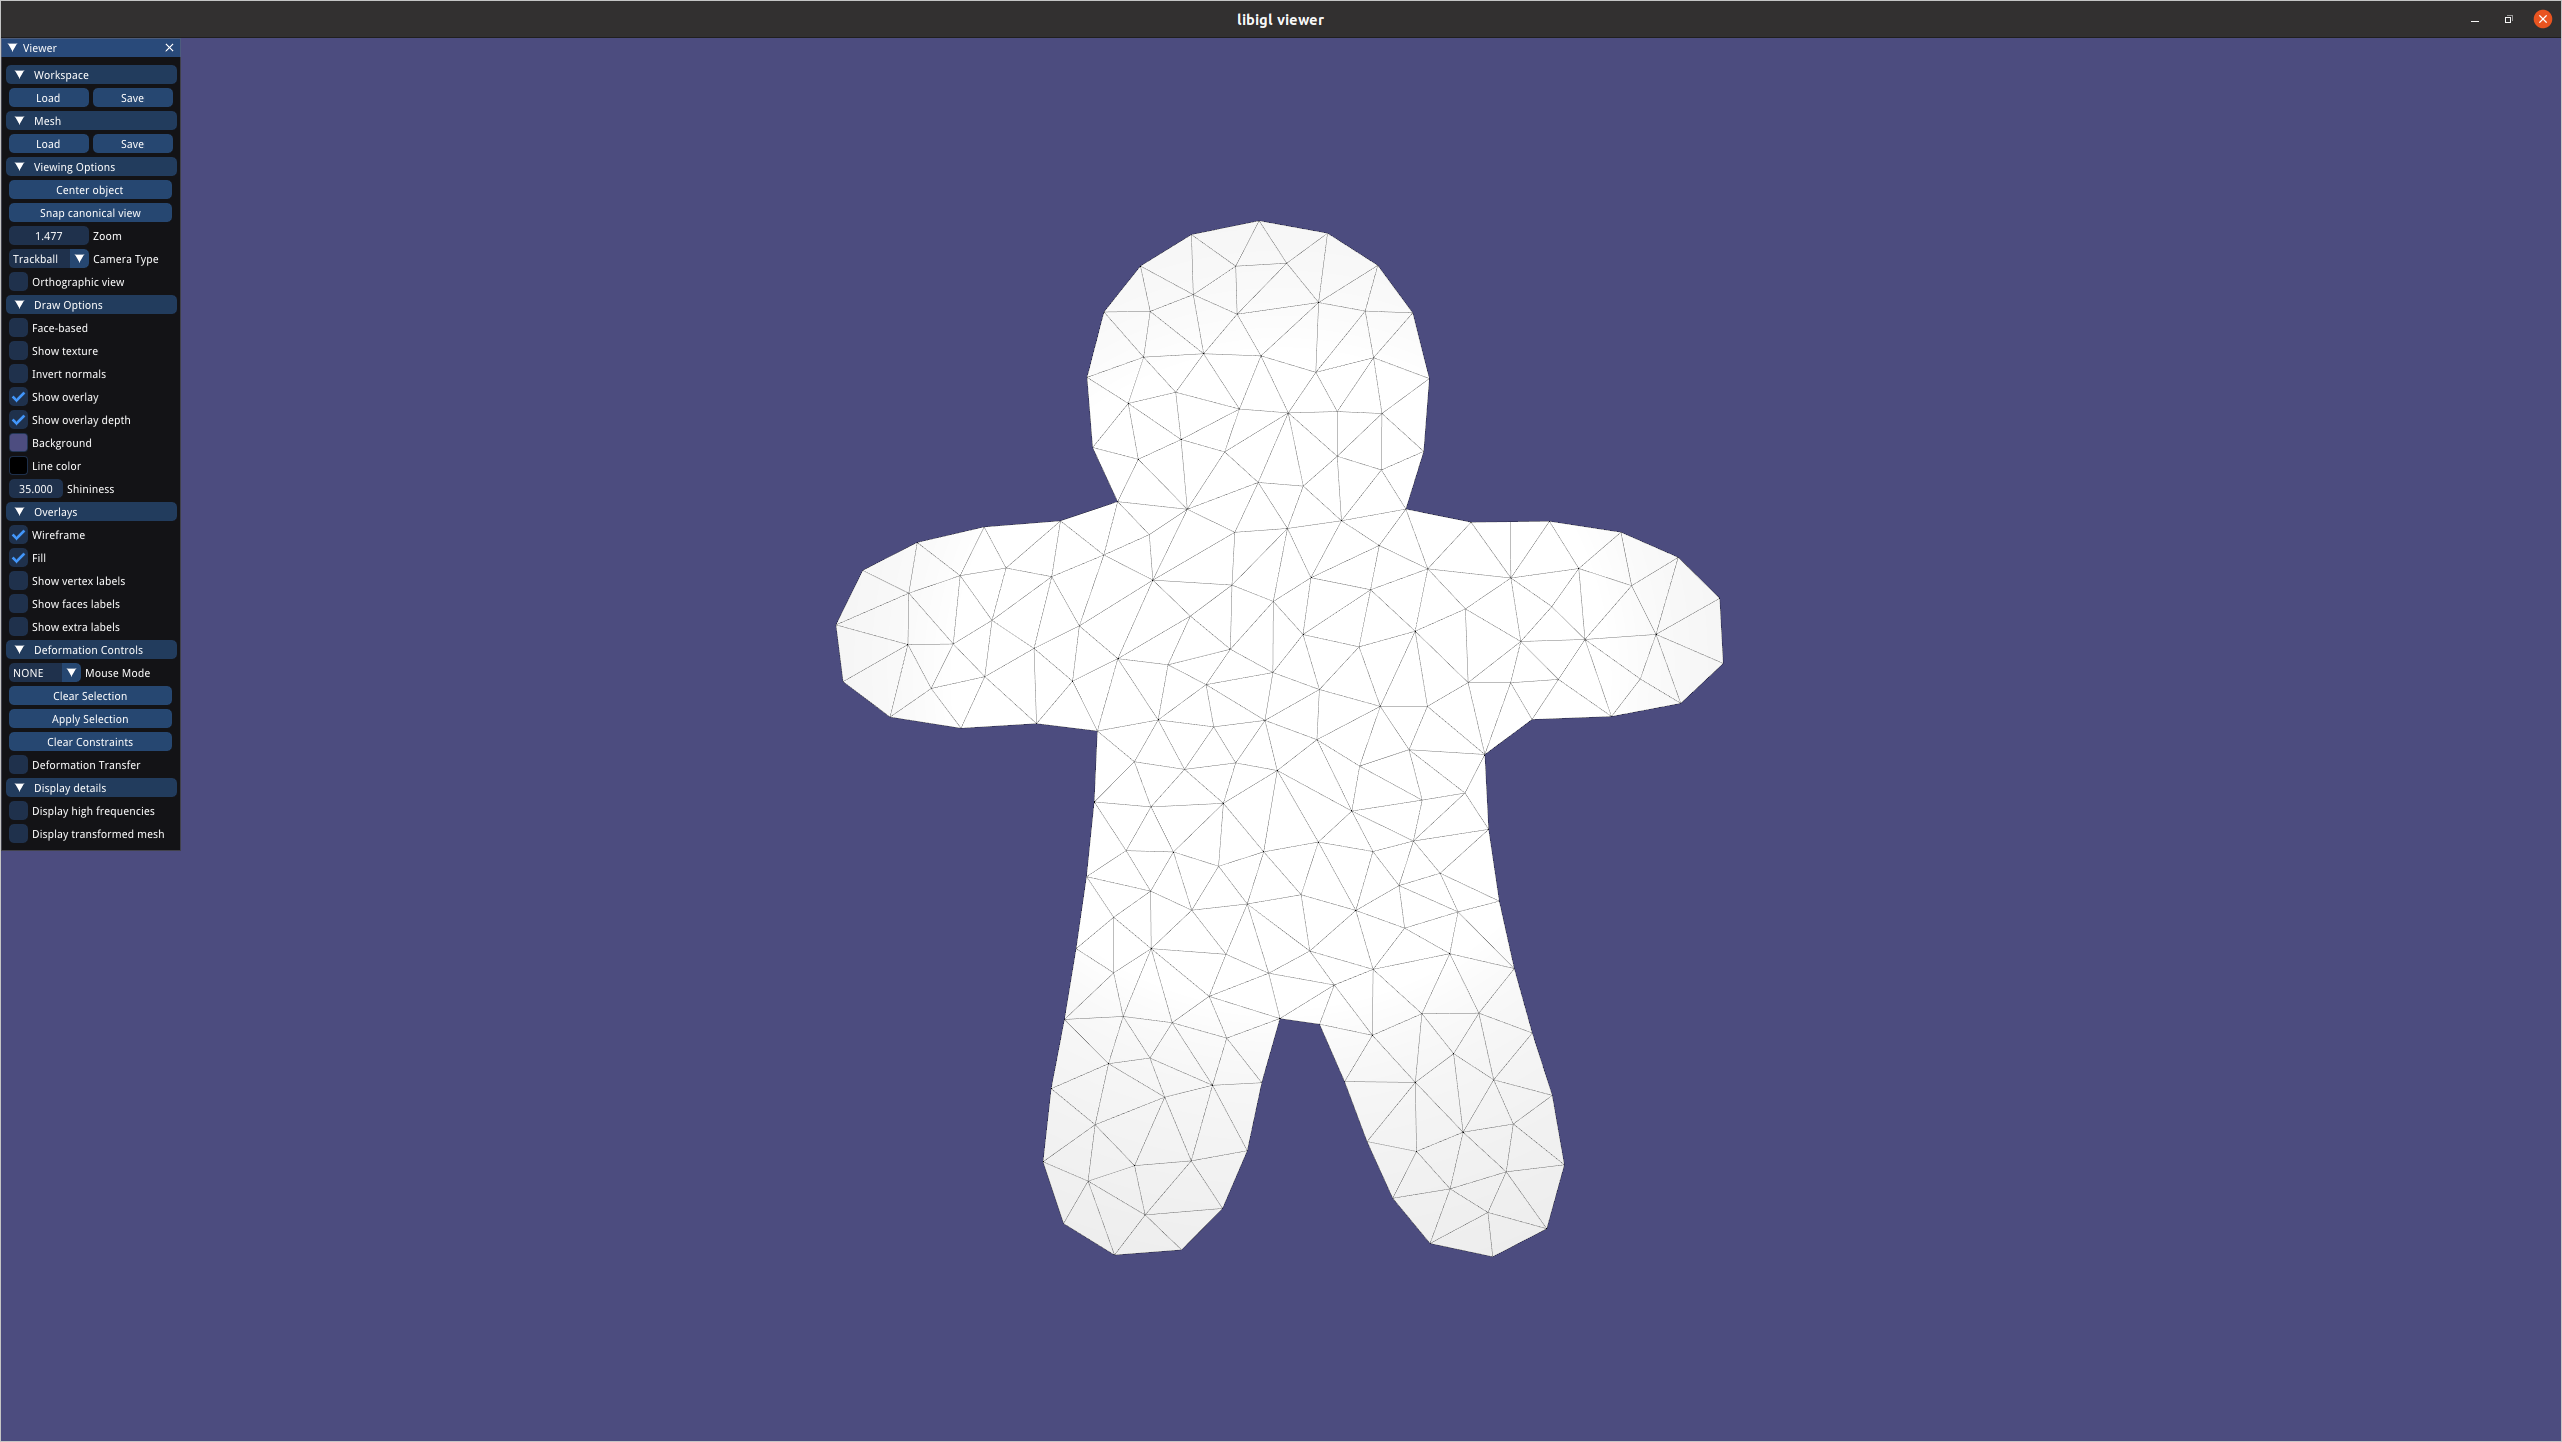 libigl viewer
Viewer
Workspace
Load Save
Mesh
Load Save
Viewing Options
Center object
Snap canonical view
1.477 Zoom
Trackball Camera Type
Orthographic view
Draw Options
Face-based
Show texture
Invert normals
Show overlay
Show overlay depth
Background
Line color
35.000 Shininess
Overlays
Wireframe
Fill
Show vertex labels
Show faces labels
Show extra labels
Deformation Controls
NONE Mouse Mode
Clear Selection
Apply Selection
Clear Constraints
Deformation Transfer
Display details
Display high frequencies
Display transformed mesh